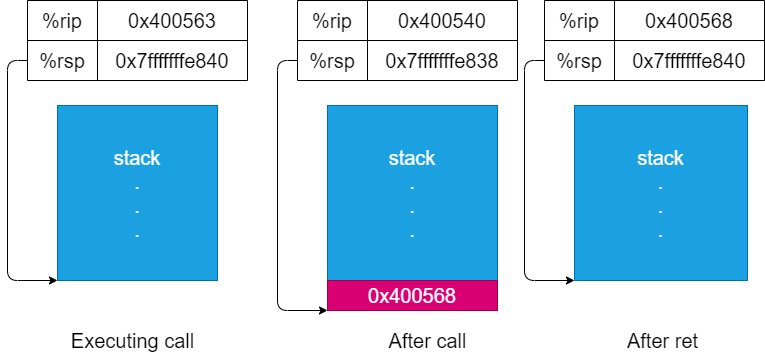 %rip 0x400563
%rsp 0x7fffffffe840
stack
.
.
.
Executing call
%rip 0x400540
%rsp 0x7fffffffe838
stack
.
.
.
0x400568
After call
%rip 0x400568
%rsp 0x7fffffffe840
stack
.
.
.
After ret